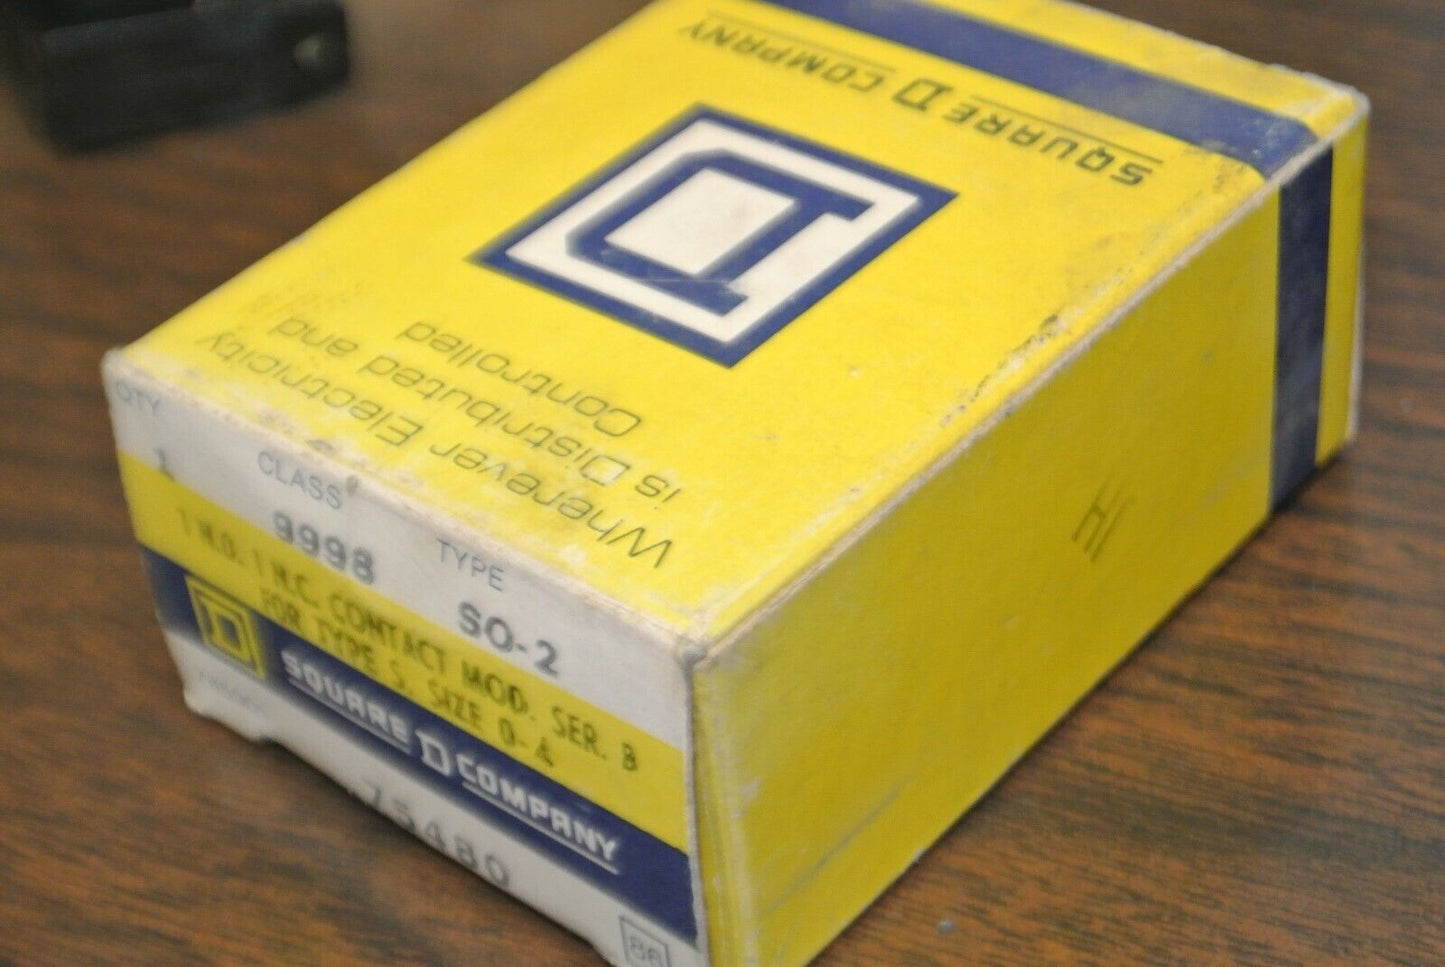 SQUARE D COMPANY
D
Wherever Electricity
is Distributed and
Controlled
QTY CLASS TYPE
1 9998 SO-2
1 N.O. 1 N.C. CONTACT MOD. SER. B
FOR TYPE S, SIZE 0-4
D SQUARE D COMPANY
75480
86